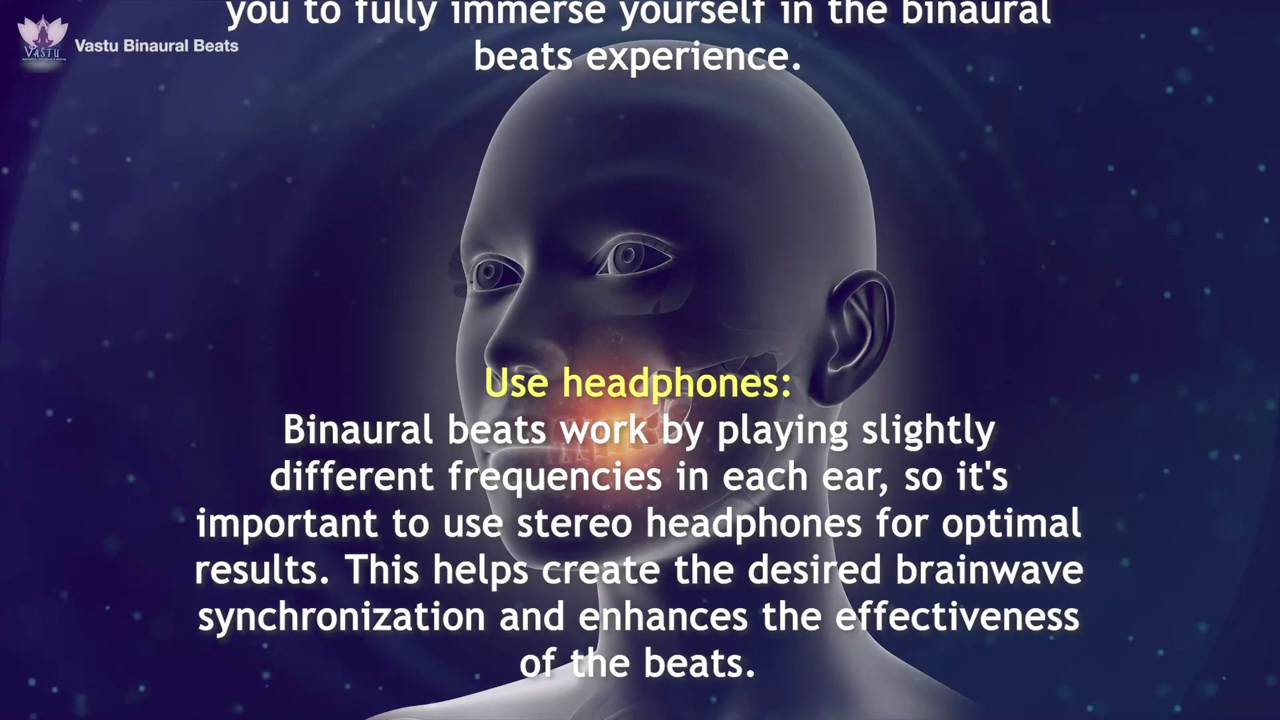 you to fully immerse yourself in the binaural
beats experience.
VASTU
Vastu Binaural Beats
Use headphones:
Binaural beats work by playing slightly
different frequencies in each ear, so it's
important to use stereo headphones for optimal
results. This helps create the desired brainwave
synchronization and enhances the effectiveness
of the beats.